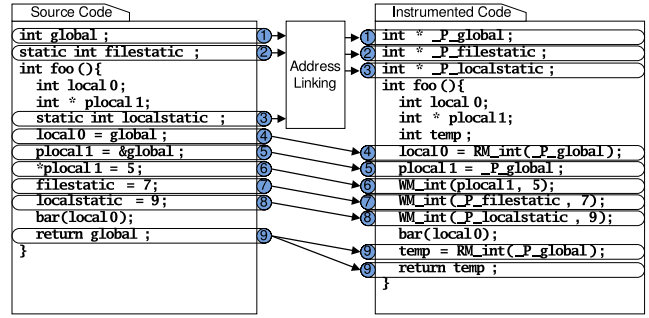 Source Code
int global ; 1
static int filestatic ; 2
int foo (){
int local0;
int * plocal1;
static int localstatic ; 3
local0 = global ; 4
plocal1 = &global ; 5
*plocal1 = 5; 6
filestatic = 7; 7
localstatic = 9; 8
bar(local0);
return global ; 9
}
Address
Linking
Instrumented Code
1 int * _P_global;
2 int * _P_filestatic;
3 int * _P_localstatic;
int foo (){
int local0;
int * plocal1;
int temp ;
4 local0 = RM_int(_P_global);
5 plocal1 = _P_global;
6 WM_int(plocal1, 5);
7 WM_int(_P_filestatic , 7);
8 WM_int(_P_localstatic , 9);
bar(local0);
9 temp = RM_int(_P_global);
9 return temp ;
}